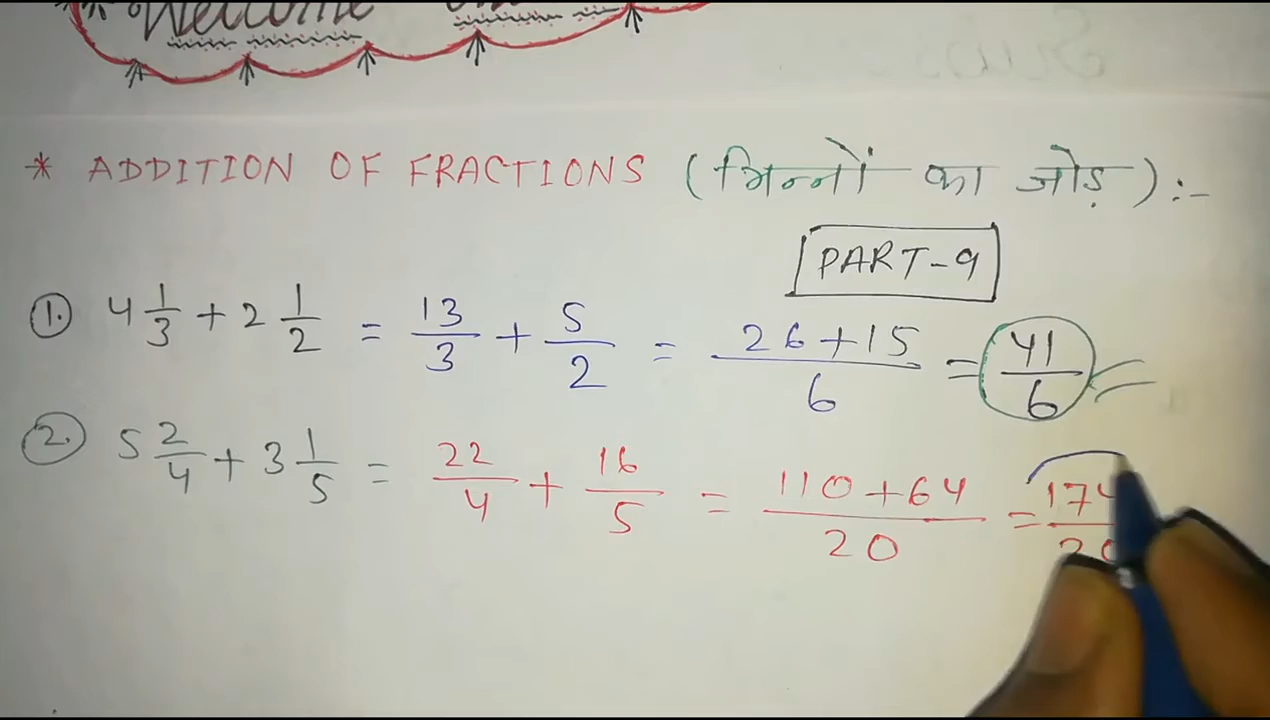 Welcome
* ADDITION OF FRACTIONS (भिन्नों का जोड़) :-
PART-9
1. 4 1/3 + 2 1/2 = 13/3 + 5/2 = 26+15/6 = 41/6
2. 5 2/4 + 3 1/5 = 22/4 + 16/5 = 110+64/20 = 174/20